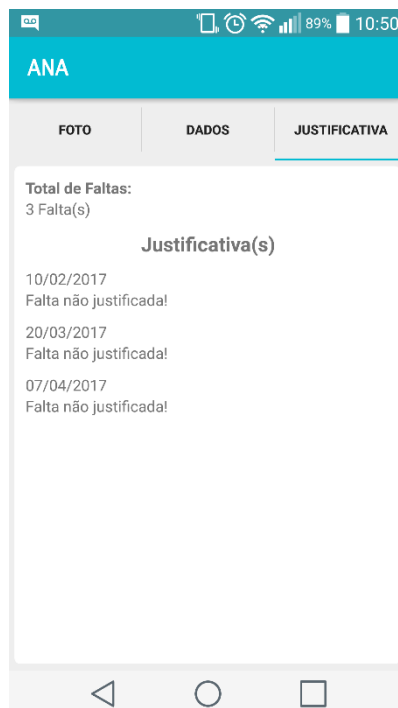 89% 10:50
ANA
FOTO DADOS JUSTIFICATIVA
Total de Faltas:
3 Falta(s)
Justificativa(s)
10/02/2017
Falta não justificada!
20/03/2017
Falta não justificada!
07/04/2017
Falta não justificada!